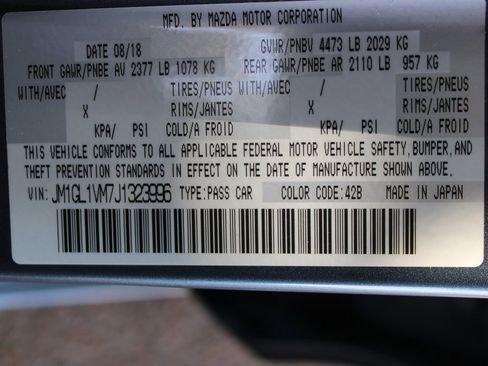 MFD. BY MAZDA MOTOR CORPORATION
DATE 08/18 GVWR/PNBV 4473 LB 2029 KG
FRONT GAWR/PNBE AV 2377 LB 1078 KG REAR GAWR/PNBE AR 2110 LB 957 KG
WITH/AVEC / TIRES/PNEUS WITH/AVEC / TIRES/PNEUS
X RIMS/JANTES X RIMS/JANTES
KPA/ PSI COLD/A FROID KPA/ PSI COLD/A FROID
THIS VEHICLE CONFORMS TO ALL APPLICABLE FEDERAL MOTOR VEHICLE SAFETY,BUMPER,AND
THEFT PREVENTION STANDARDS IN EFFECT ON THE DATE OF MANUFACTURE SHOWN ABOVE.
VIN: JM1GL1VM7J1323996 TYPE:PASS CAR COLOR CODE:42B MADE IN JAPAN